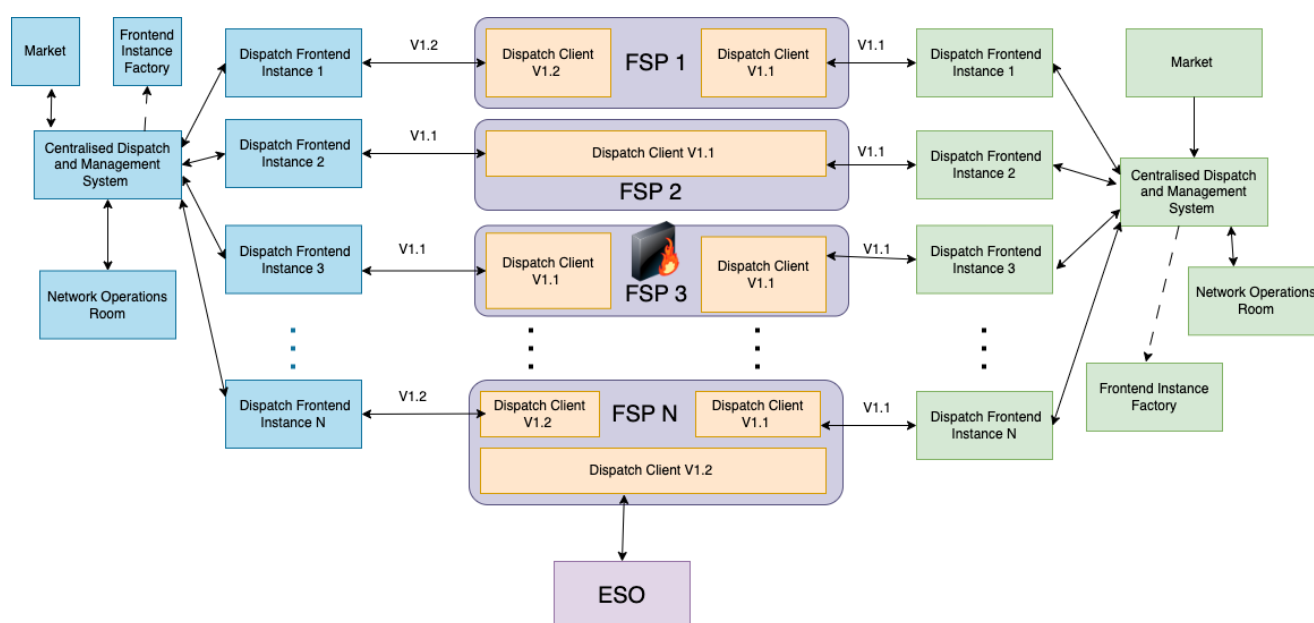 Market
Frontend
Instance
Factory
Centralised Dispatch
and Management
System
Network Operations
Room
Dispatch Frontend
Instance 1
Dispatch Frontend
Instance 2
Dispatch Frontend
Instance 3
Dispatch Frontend
Instance N
V1.2
V1.1
V1.1
V1.2
Dispatch Client
V1.2
FSP 1
Dispatch Client
V1.1
Dispatch Client V1.1
FSP 2
Dispatch Client
V1.1
FSP 3
Dispatch Client
V1.1
Dispatch Client
V1.2
FSP N
Dispatch Client
V1.1
Dispatch Client V1.2
ESO
V1.1
V1.1
V1.1
V1.1
Dispatch Frontend
Instance 1
Dispatch Frontend
Instance 2
Dispatch Frontend
Instance 3
Dispatch Frontend
Instance N
Market
Centralised Dispatch
and Management
System
Network Operations
Room
Frontend Instance
Factory